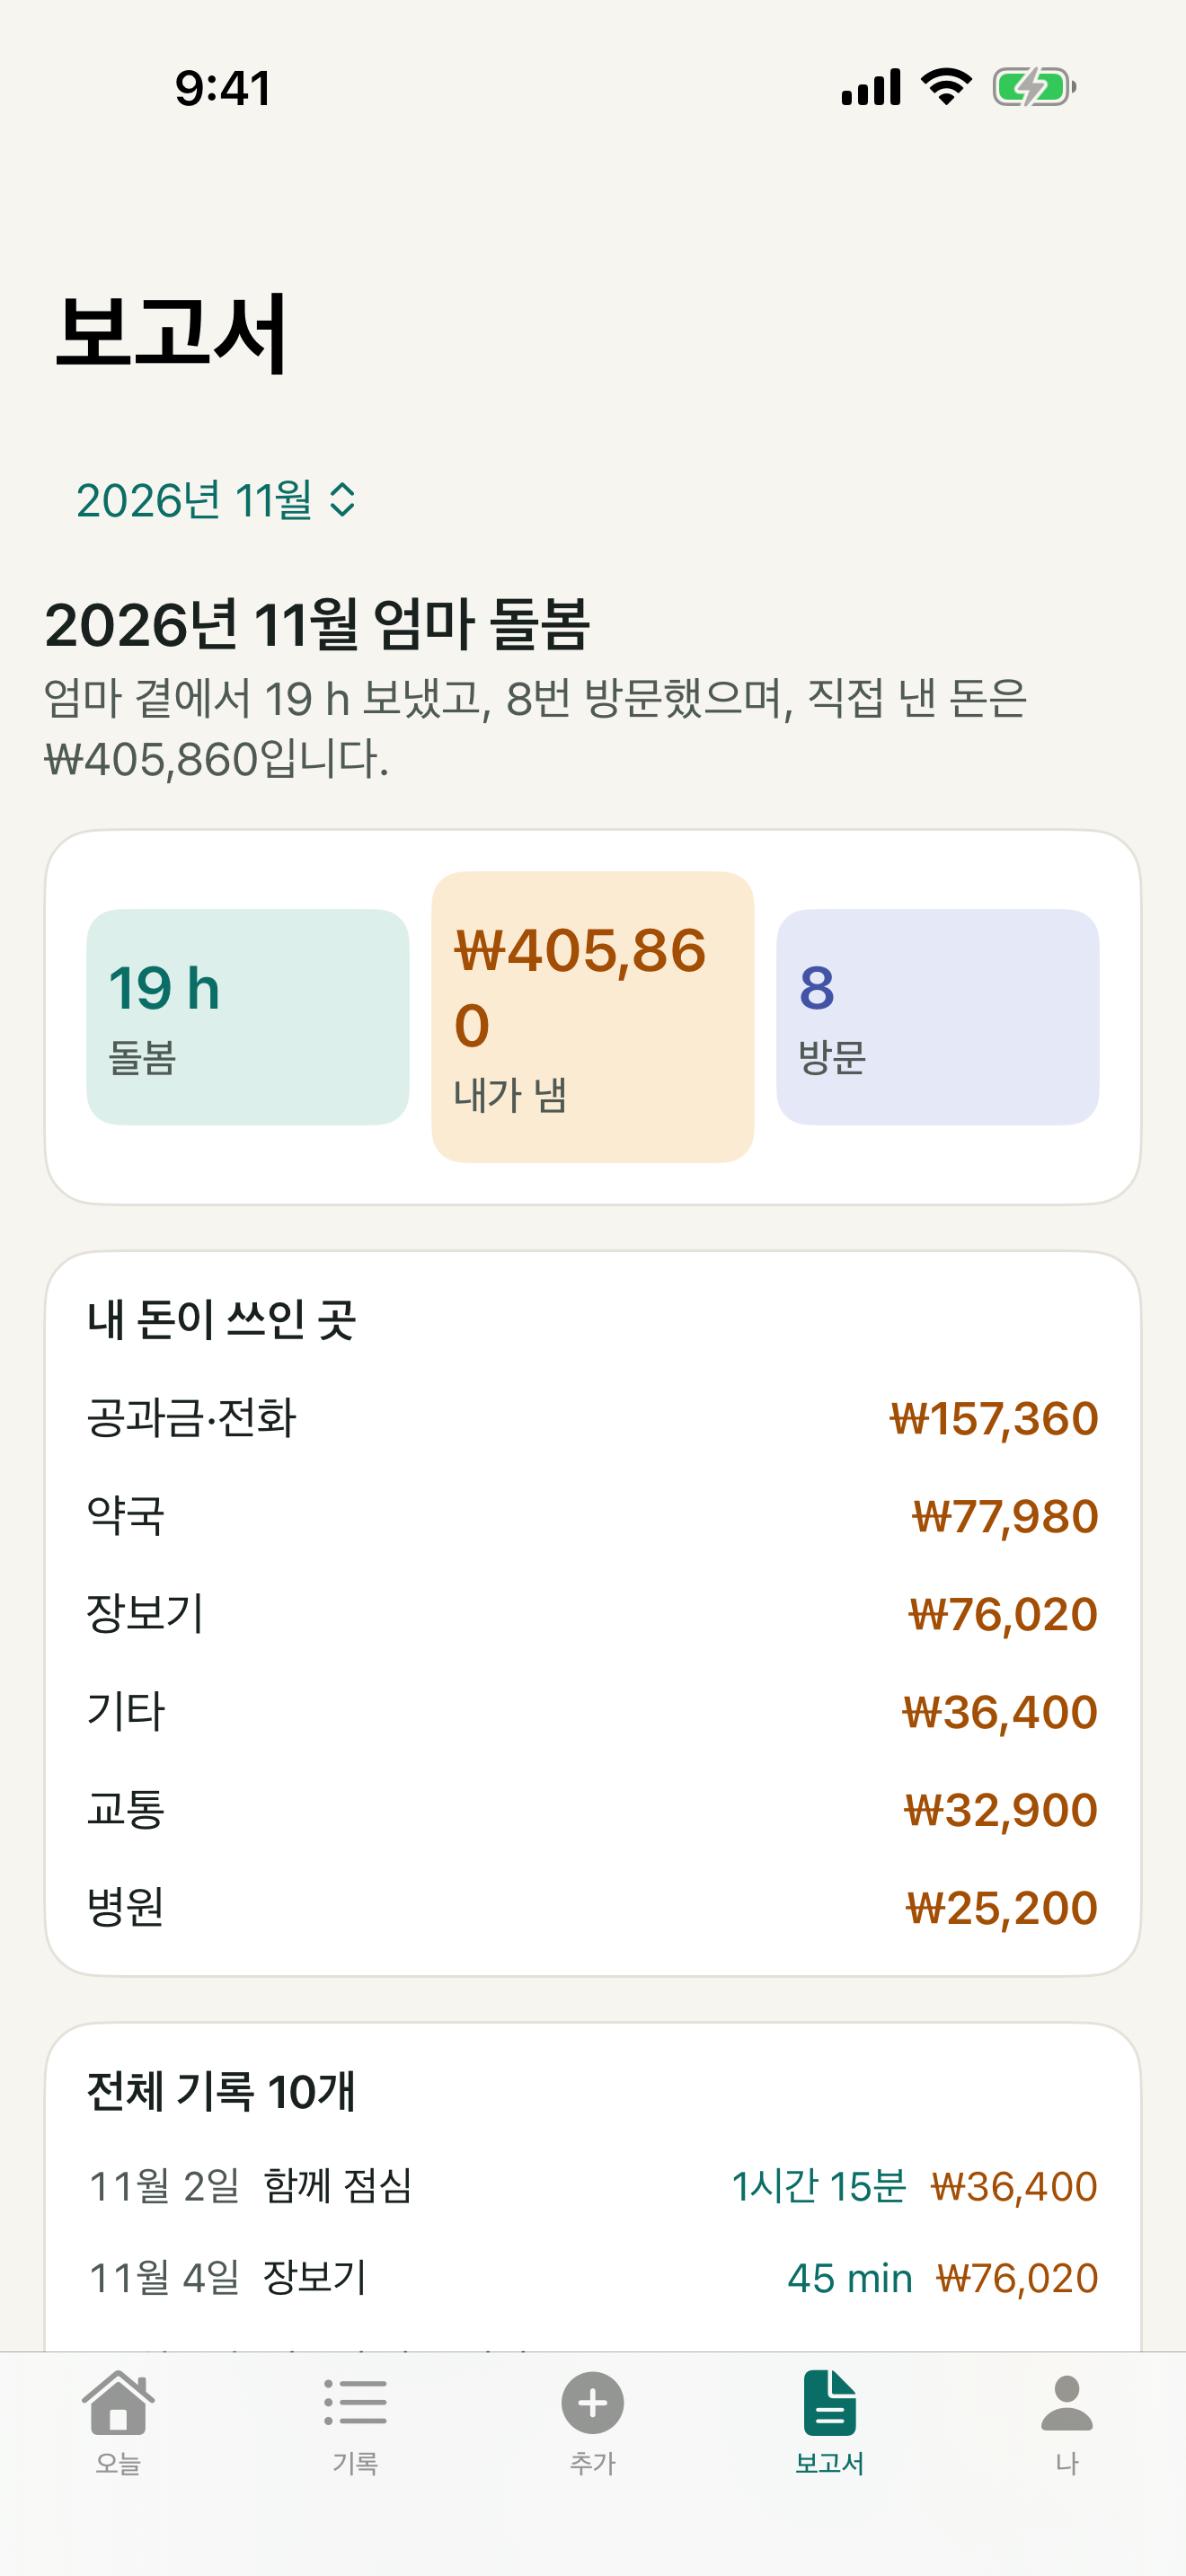 9:41
보고서
2026년 11월
2026년 11월 엄마 돌봄
엄마 곁에서 19 h 보냈고, 8번 방문했으며, 직접 낸 돈은
₩405,860입니다.
19 h
돌봄
₩405,86
0
내가 냄
8
방문
내 돈이 쓰인 곳
공과금·전화 ₩157,360
약국 ₩77,980
장보기 ₩76,020
기타 ₩36,400
교통 ₩32,900
병원 ₩25,200
전체 기록 10개
11월 2일 함께 점심 1시간 15분 ₩36,400
11월 4일 장보기 45 min ₩76,020
오늘 기록 추가 보고서 나